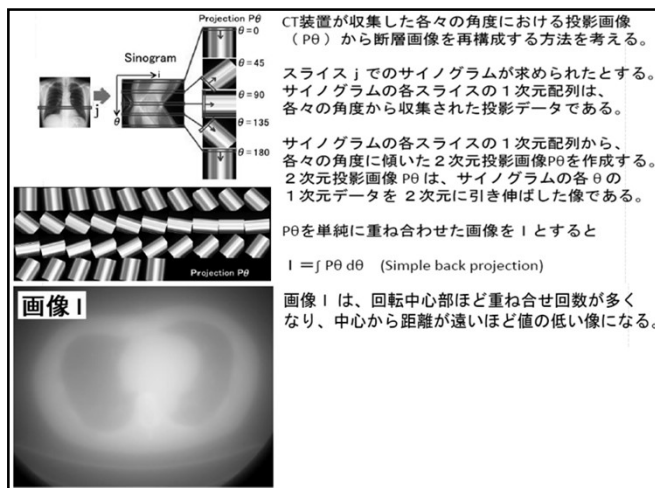 Projection Pθ
θ=0
Sinogram
i
θ=45
j
θ
θ=90
θ=135
θ=180
Projection Pθ
画像 I
CT装置が収集した各々の角度における投影画像
(Pθ)から断層画像を再構成する方法を考える。
スライス j でのサイノグラムが求められたとする。
サイノグラムの各スライスの1次元配列は、
各々の角度から収集された投影データである。
サイノグラムの各スライスの1次元配列から、
各々の角度に傾いた2次元投影画像Pθを作成する。
2次元投影画像 Pθ は、サイノグラムの各 θ の
1次元データを 2次元に引き伸ばした像である。
Pθを単純に重ね合わせた画像を I とすると
I =∫ Pθ dθ (Simple back projection)
画像 I は、回転中心部ほど重ね合せ回数が多く
なり、中心から距離が遠いほど値の低い像になる。